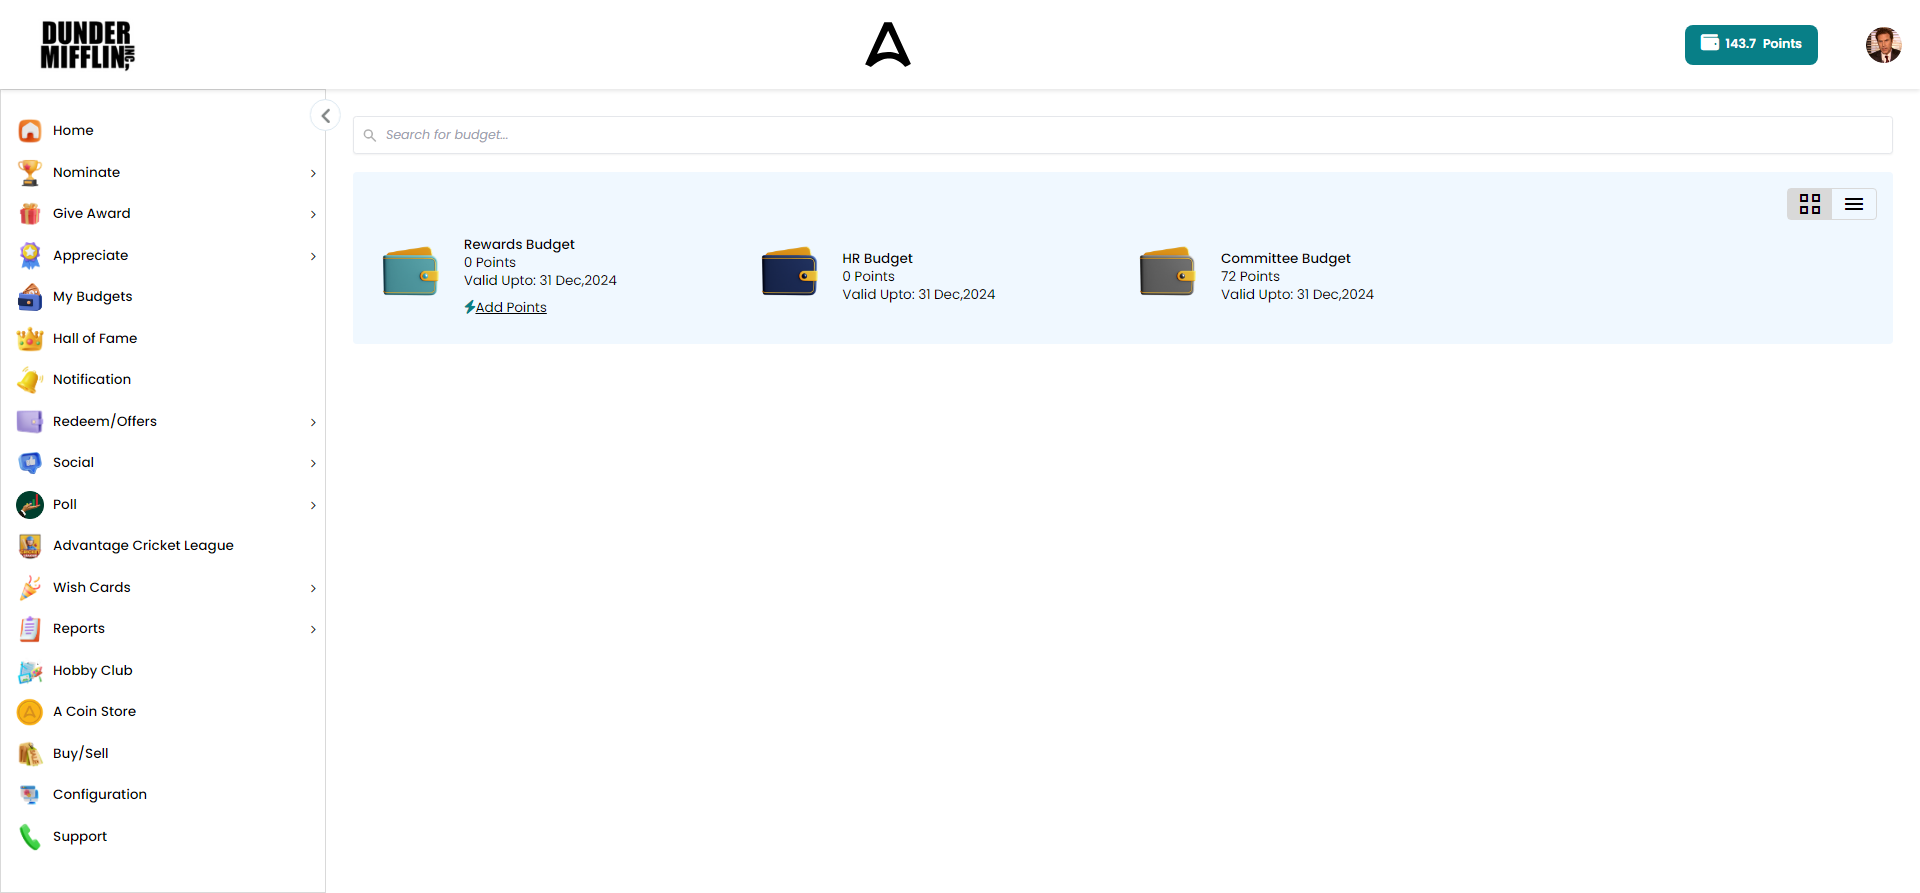 DUNDER
MIFFLIN, INC
143.7 Points
Home
Nominate
Give Award
Appreciate
My Budgets
Hall of Fame
Notification
Redeem/Offers
Social
Poll
Advantage Cricket League
Wish Cards
Reports
Hobby Club
A Coin Store
Buy/Sell
Configuration
Support
Search for budget...
Rewards Budget
0 Points
Valid Upto: 31 Dec,2024
Add Points
HR Budget
0 Points
Valid Upto: 31 Dec,2024
Committee Budget
72 Points
Valid Upto: 31 Dec,2024